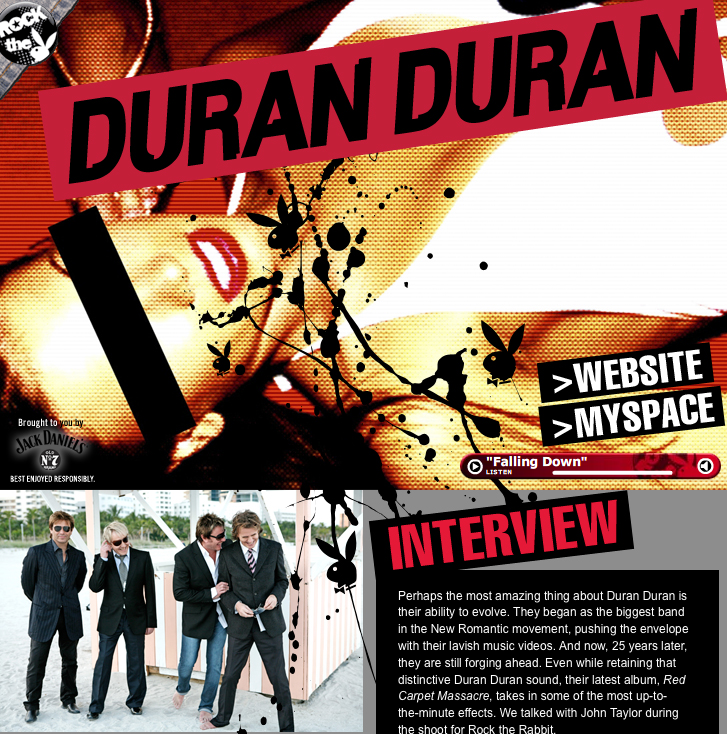 ROCK
the
DURAN DURAN
>WEBSITE
>MYSPACE
Brought to you by
JACK DANIEL'S
OLD
No 7
BRAND
BEST ENJOYED RESPONSIBLY.
"Falling Down"
LISTEN
INTERVIEW
Perhaps the most amazing thing about Duran Duran is
their ability to evolve. They began as the biggest band
in the New Romantic movement, pushing the envelope
with their lavish music videos. And now, 25 years later,
they are still forging ahead. Even while retaining that
distinctive Duran Duran sound, their latest album, Red
Carpet Massacre, takes in some of the most up-to-
the-minute effects. We talked with John Taylor during
the shoot for Rock the Rabbit.